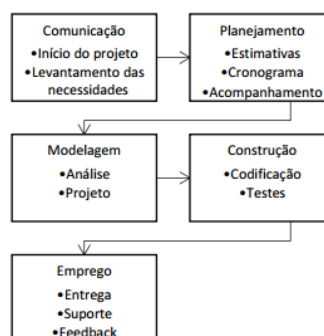 Comunicação
•Início do projeto
•Levantamento das
necessidades
Planejamento
•Estimativas
•Cronograma
•Acompanhamento
Modelagem
•Análise
•Projeto
Construção
•Codificação
•Testes
Emprego
•Entrega
•Suporte
•Feedback